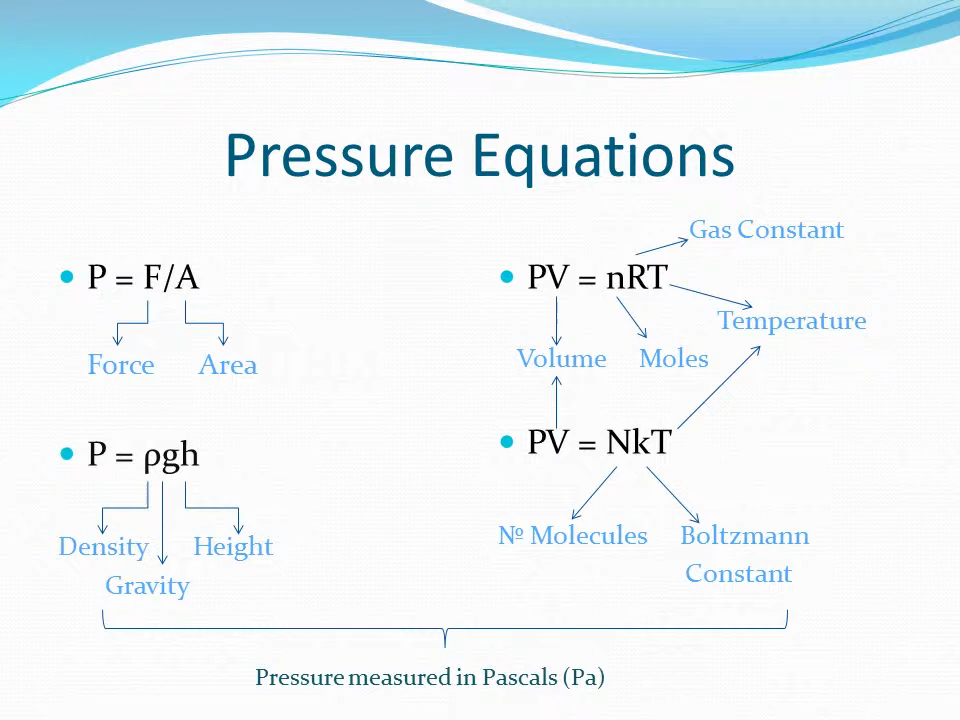 Pressure Equations
P = F/A
Force Area
P = ρgh
Density Height
Gravity
Gas Constant
PV = nRT
Temperature
Volume Moles
PV = NkT
№ Molecules Boltzmann
Constant
Pressure measured in Pascals (Pa)